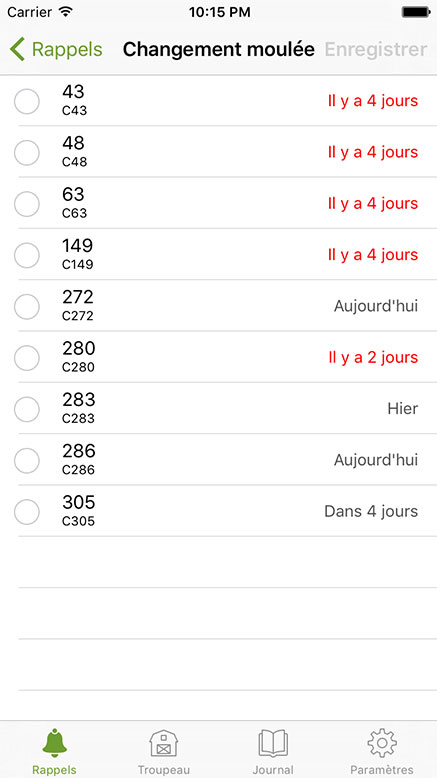 Carrier 10:15 PM
Rappels Changement moulée Enregistrer
43
C43
Il y a 4 jours
48
C48
Il y a 4 jours
63
C63
Il y a 4 jours
149
C149
Il y a 4 jours
272
C272
Aujourd'hui
280
C280
Il y a 2 jours
283
C283
Hier
286
C286
Aujourd'hui
305
C305
Dans 4 jours
Rappels Troupeau Journal Paramètres